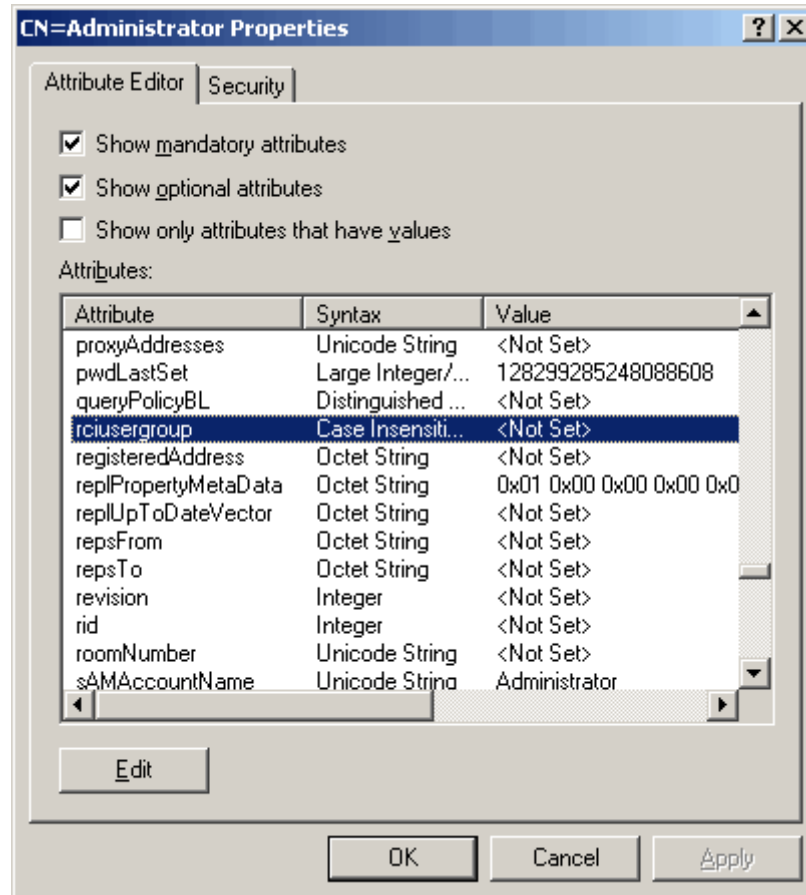 CN=Administrator Properties
Attribute Editor Security
Show mandatory attributes
Show optional attributes
Show only attributes that have values
Attributes:
Attribute Syntax Value
proxyAddresses Unicode String <Not Set>
pwdLastSet Large Integer/... 128299285248088608
queryPolicyBL Distinguished ... <Not Set>
rciusergroup Case Insensiti... <Not Set>
registeredAddress Octet String <Not Set>
replPropertyMetaData Octet String 0x01 0x00 0x00 0x00 0x0
replUpToDateVector Octet String <Not Set>
repsFrom Octet String <Not Set>
repsTo Octet String <Not Set>
revision Integer <Not Set>
rid Integer <Not Set>
roomNumber Unicode String <Not Set>
sAMAccountName Unicode String Administrator
Edit
OK Cancel Apply